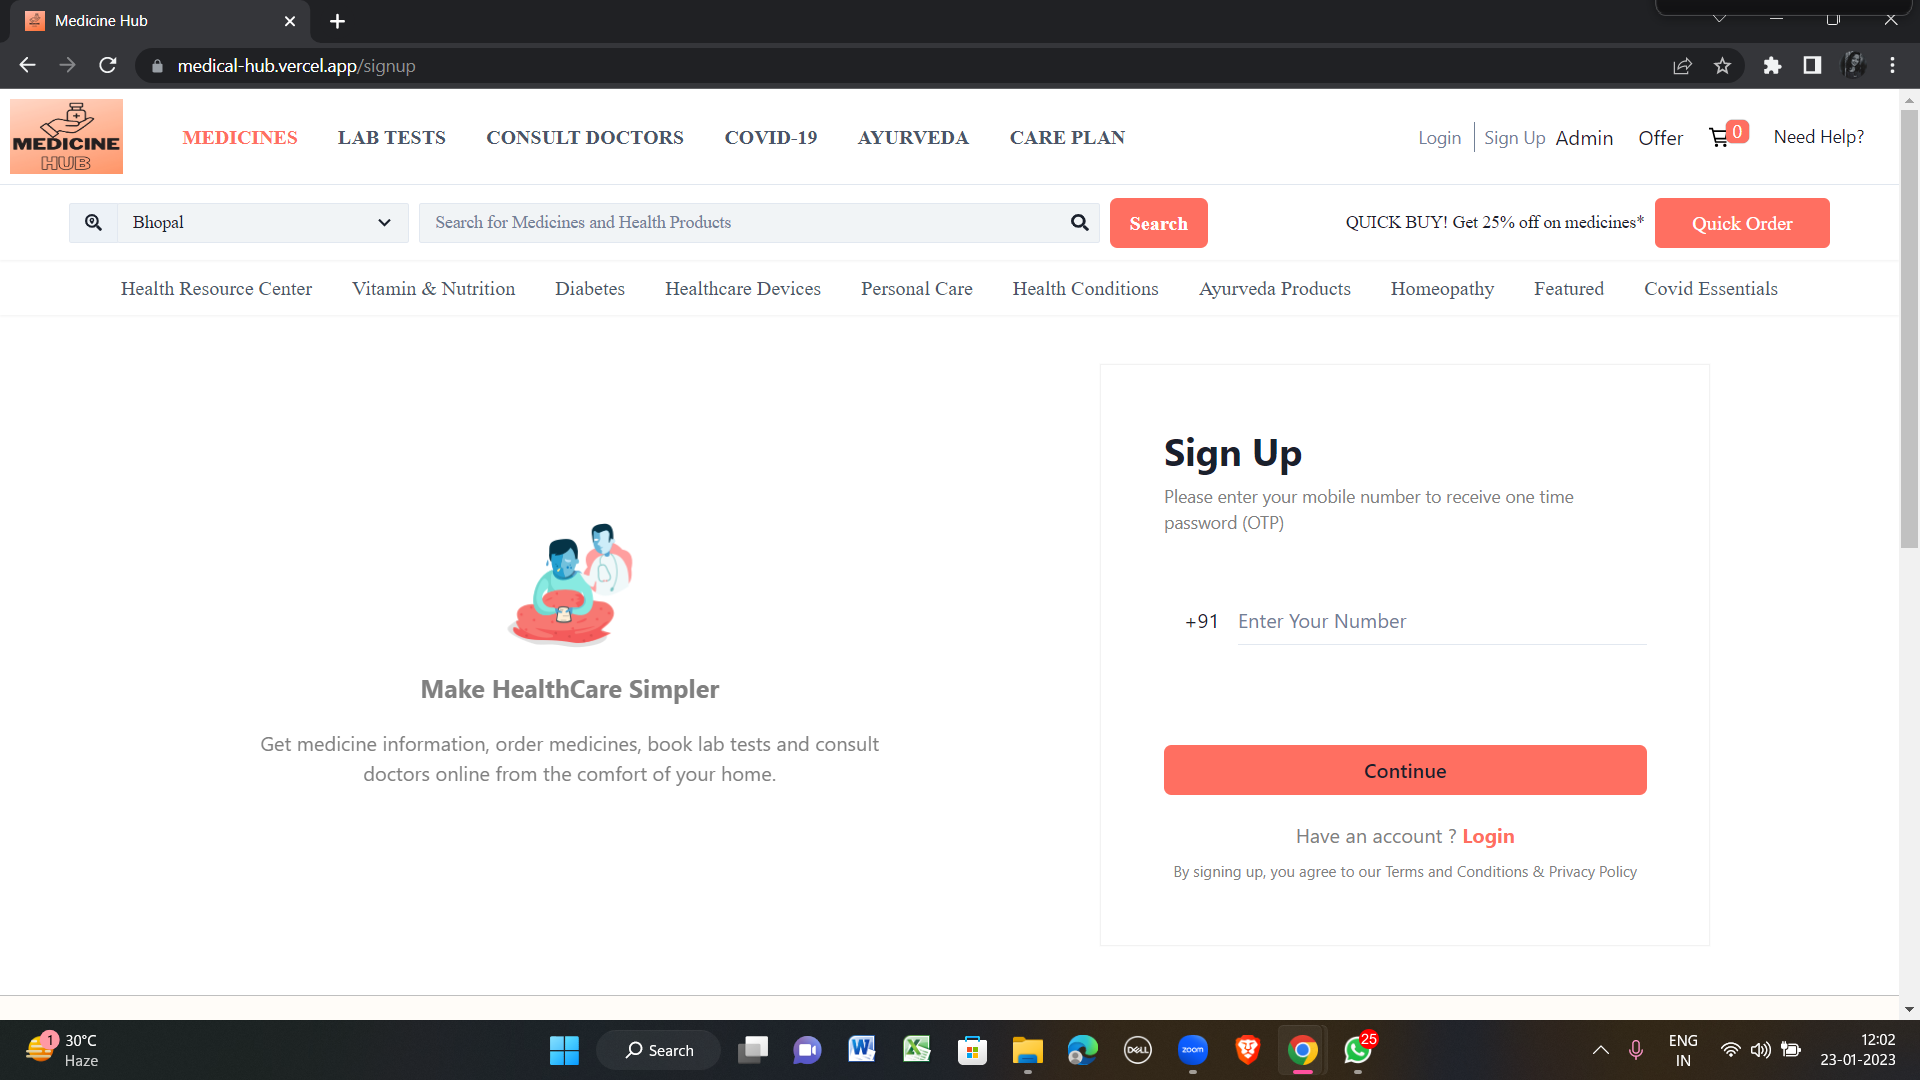 Medicine Hub
medical-hub.vercel.app/signup
MEDICINE
HUB
MEDICINES LAB TESTS CONSULT DOCTORS COVID-19 AYURVEDA CARE PLAN Login Sign Up Admin Offer 0 Need Help?
Bhopal Search for Medicines and Health Products Search QUICK BUY! Get 25% off on medicines* Quick Order
Health Resource Center Vitamin & Nutrition Diabetes Healthcare Devices Personal Care Health Conditions Ayurveda Products Homeopathy Featured Covid Essentials
Make HealthCare Simpler
Get medicine information, order medicines, book lab tests and consult
doctors online from the comfort of your home.
Sign Up
Please enter your mobile number to receive one time
password (OTP)
+91 Enter Your Number
Continue
Have an account ? Login
By signing up, you agree to our Terms and Conditions & Privacy Policy
1 30°C
Haze
Search
DELL
zoom
25
ENG
IN
12:02
23-01-2023